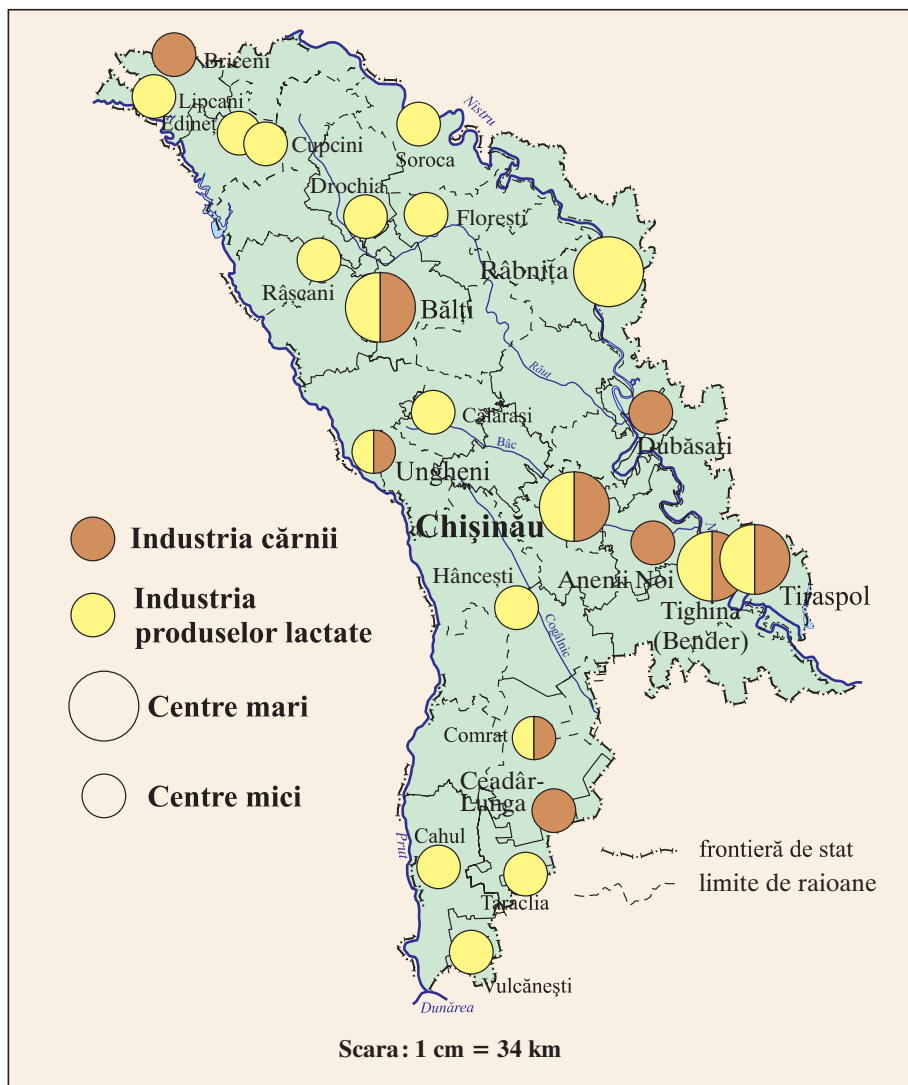 Briceni
Lipcani
Edineț
Cupcini
Nistru
Soroca
Drochia
Florești
Râbnița
Râșcani
Bălți
Răut
Călărași
Bâc
Dubăsari
Ungheni
Chișinău
Industria cărnii
Hâncești
Anenii Noi
Tiraspol
Tighina
(Bender)
Industria
produselor lactate
Cogâlnic
Centre mari
Comrat
Ceadâr-
Lunga
Centre mici
Cahul
Prut
frontieră de stat
limite de raioane
Taraclia
Vulcănești
Dunărea
Scara: 1 cm = 34 km